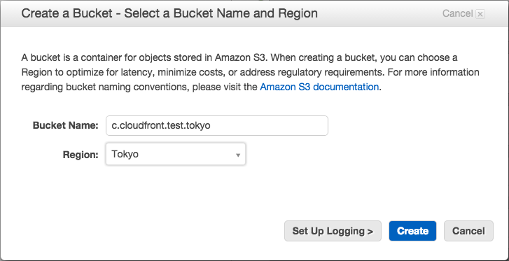 Create a Bucket - Select a Bucket Name and Region
Cancel
A bucket is a container for objects stored in Amazon S3. When creating a bucket, you can choose a
Region to optimize for latency, minimize costs, or address regulatory requirements. For more information
regarding bucket naming conventions, please visit the Amazon S3 documentation.
Bucket Name: c.cloudfront.test.tokyo
Region: Tokyo
Set Up Logging > Create Cancel